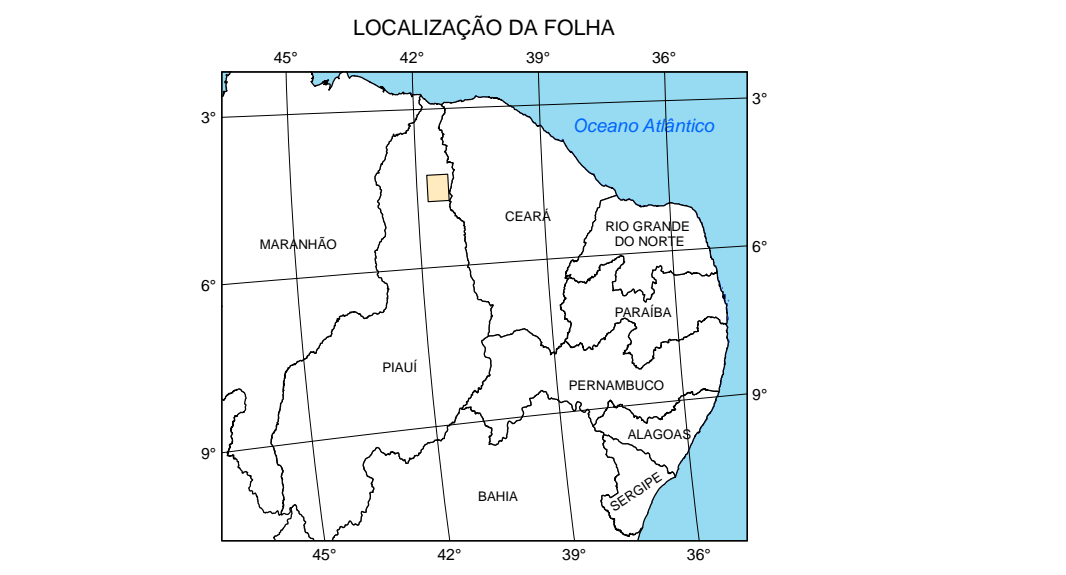 LOCALIZAÇÃO DA FOLHA
45° 42° 39° 36°
3° 3°
Oceano Atlântico
CEARÁ
RIO GRANDE
DO NORTE
MARANHÃO
6°
6°
PARAÍBA
PIAUÍ
PERNAMBUCO
9°
ALAGOAS
9°
SERGIPE
BAHIA
45° 42° 39° 36°